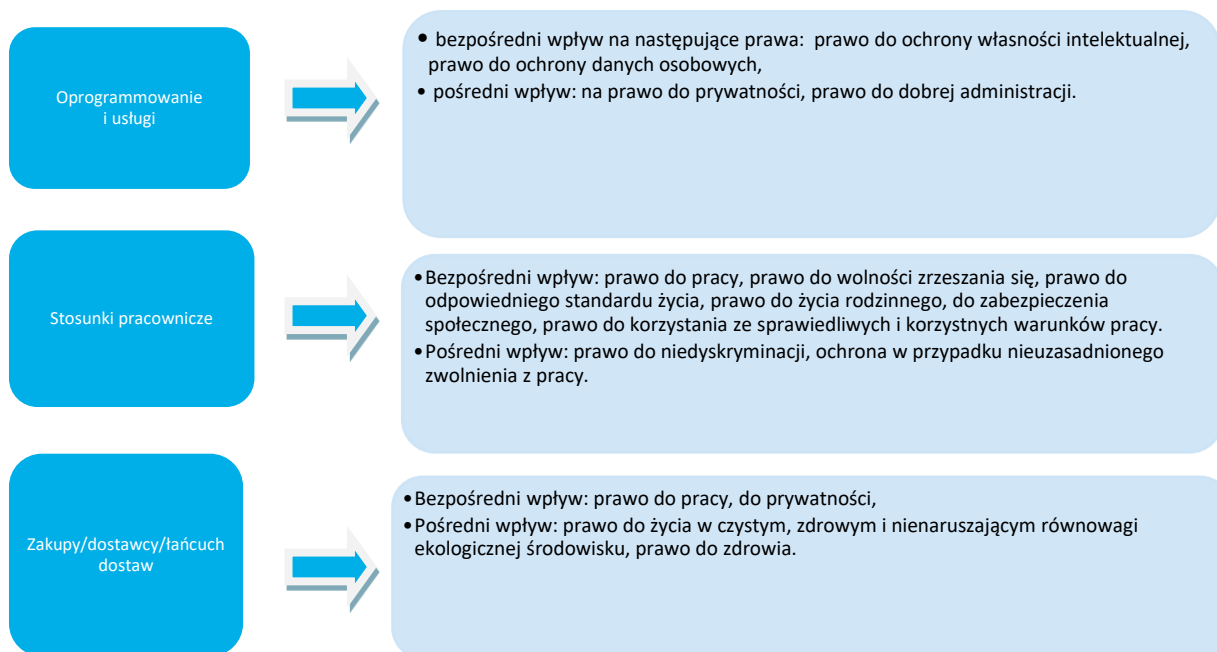 Oprogrammowanie
i usługi
• bezpośredni wpływ na następujące prawa: prawo do ochrony własności intelektualnej,
prawo do ochrony danych osobowych,
• pośredni wpływ: na prawo do prywatności, prawo do dobrej administracji.
Stosunki pracownicze
•Bezpośredni wpływ: prawo do pracy, prawo do wolności zrzeszania się, prawo do
odpowiedniego standardu życia, prawo do życia rodzinnego, do zabezpieczenia
społecznego, prawo do korzystania ze sprawiedliwych i korzystnych warunków pracy.
•Pośredni wpływ: prawo do niedyskryminacji, ochrona w przypadku nieuzasadnionego
zwolnienia z pracy.
Zakupy/dostawcy/łańcuch
dostaw
•Bezpośredni wpływ: prawo do pracy, do prywatności,
•Pośredni wpływ: prawo do życia w czystym, zdrowym i nienaruszającym równowagi
ekologicznej środowisku, prawo do zdrowia.